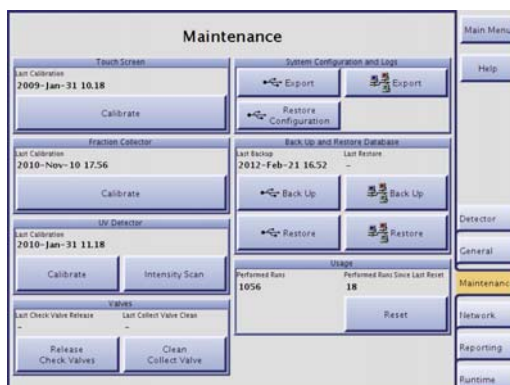 Maintenance
Main Menu
Help
Touch Screen
Last Calibration
2009-Jan-31 10.18
Calibrate
System Configuration and Logs
Export
Export
Restore
Configuration
Fraction Collector
Last Calibration
2010-Nov-10 17.56
Calibrate
Back Up and Restore Database
Last Backup
Last Restore
2012-Feb-21 16.52
-
Back Up
Back Up
Restore
Restore
UV Detector
Last Calibration
2010-Jan-31 11.18
Calibrate
Intensity Scan
Usage
Performed Runs
Performed Runs Since Last Reset
1056
18
Reset
Valves
Last Check Valve Release
Last Collect Valve Clean
-
-
Release
Check Valves
Clean
Collect Valve
Detector
General
Maintenanc
Network
Reporting
Runtime